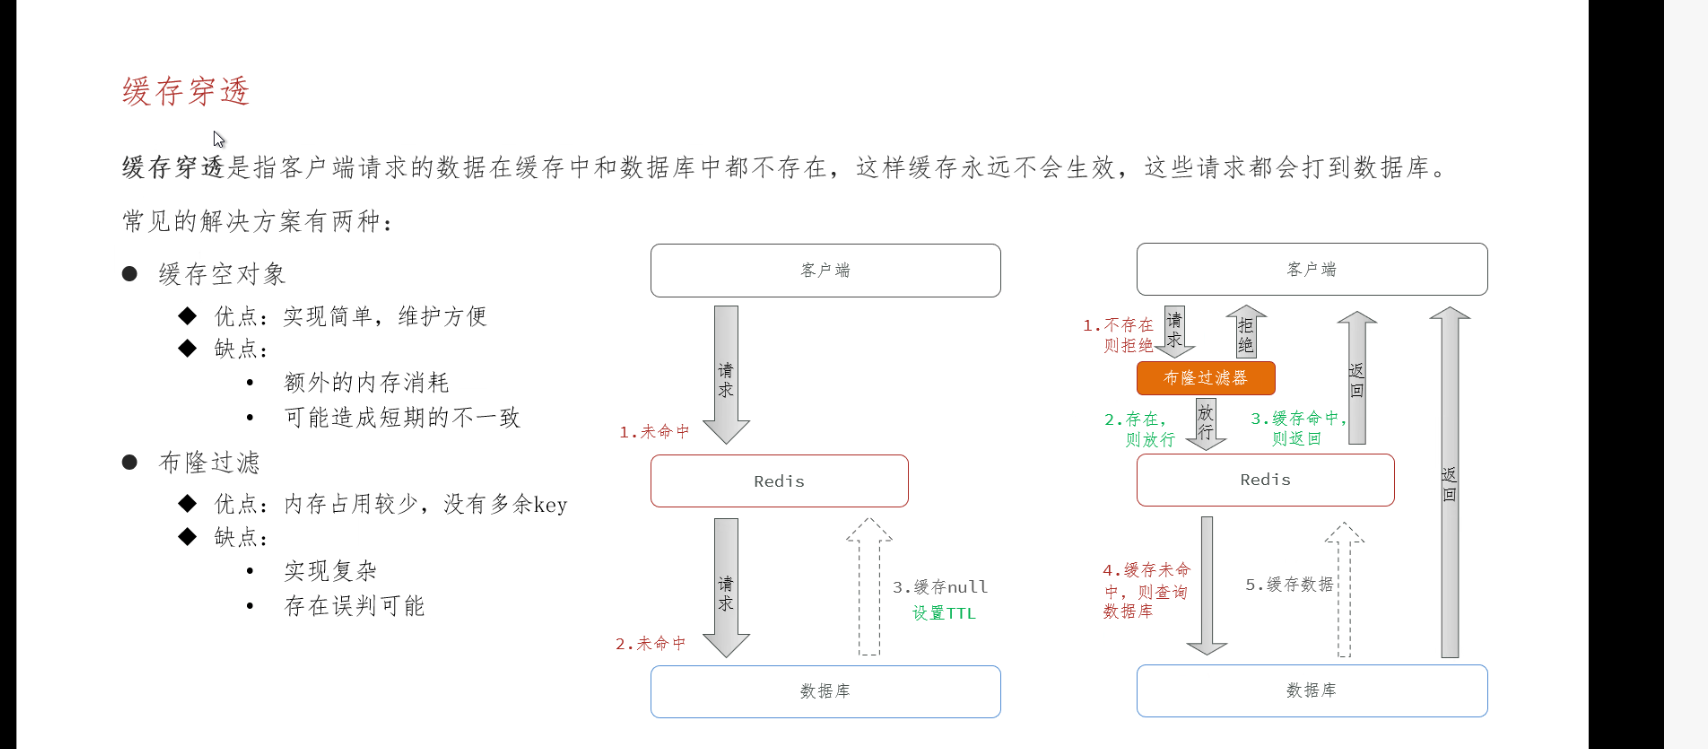 缓存穿透
缓存穿透是指客户端请求的数据在缓存中和数据库中都不存在，这样缓存永远不会生效，这些请求都会打到数据库。
常见的解决方案有两种：
缓存空对象
优点：实现简单，维护方便
缺点：
额外的内存消耗
可能造成短期的不一致
布隆过滤
优点：内存占用较少，没有多余key
缺点：
实现复杂
存在误判可能
客户端
请求
1.未命中
Redis
请求
3.缓存null
设置TTL
2.未命中
数据库
客户端
1.不存在
则拒绝
请求
拒绝
布隆过滤器
返回
2.存在，
则放行
放行
3.缓存命中，
则返回
Redis
返回
4.缓存未命
中，则查询
数据库
5.缓存数据
数据库